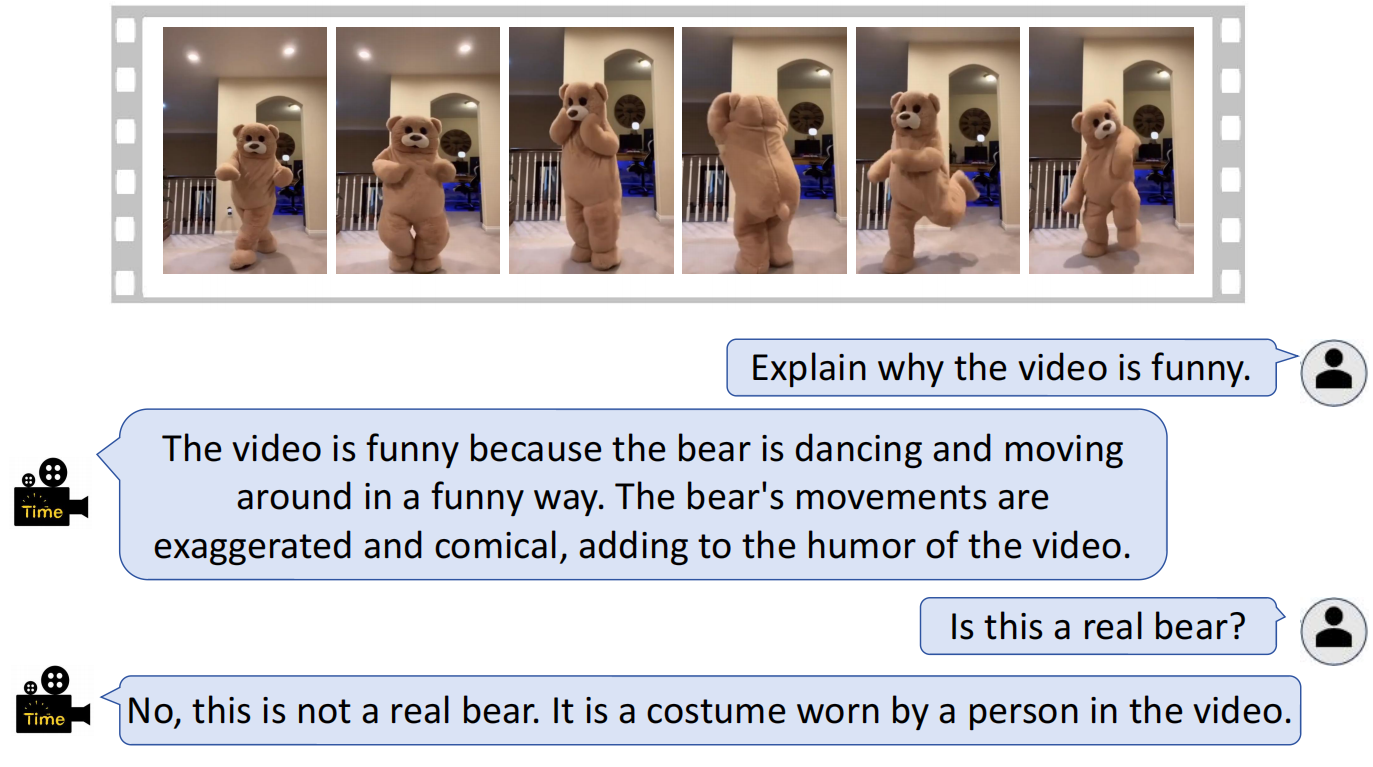 Explain why the video is funny.
The video is funny because the bear is dancing and moving
around in a funny way. The bear's movements are
exaggerated and comical, adding to the humor of the video.
Time
Is this a real bear?
No, this is not a real bear. It is a costume worn by a person in the video.
Time